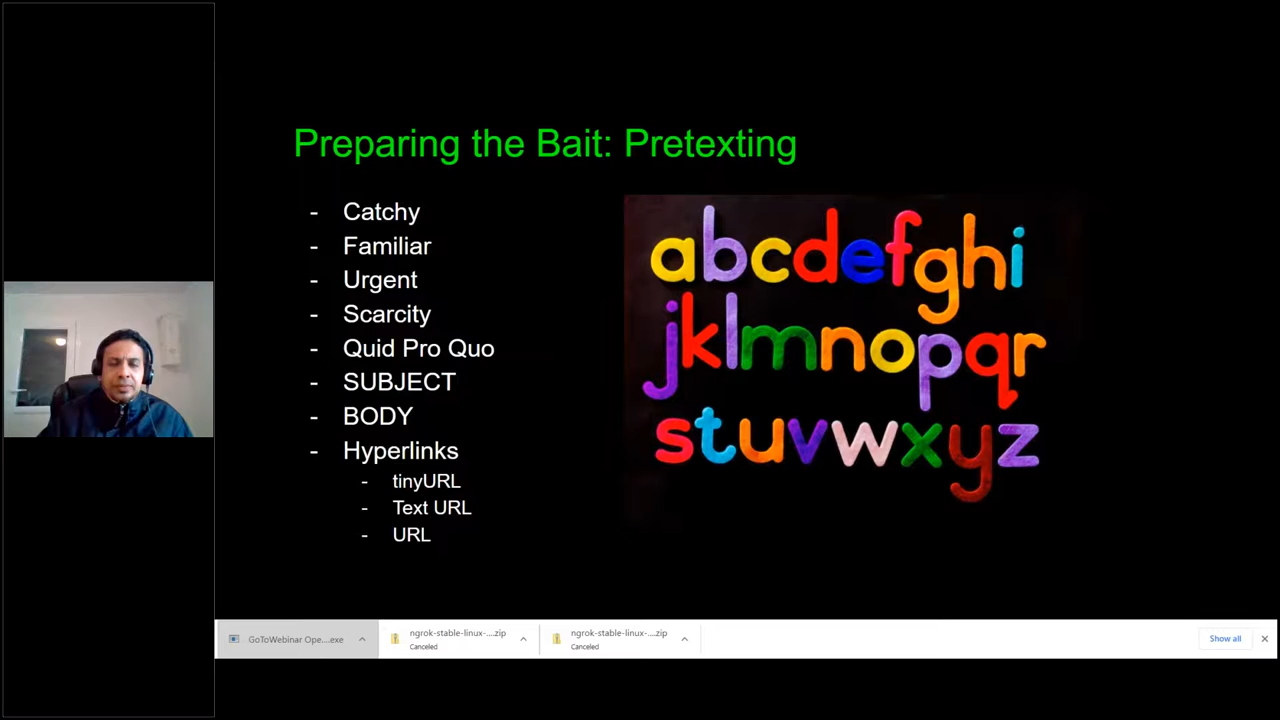 Preparing the Bait: Pretexting
- Catchy
- Familiar
- Urgent
- Scarcity
- Quid Pro Quo
- SUBJECT
- BODY
- Hyperlinks
- tinyURL
- Text URL
- URL
abcdefghi
jklmnopqr
stuvwxyz
GoToWebinar Ope....exe
ngrok-stable-linux-....zip
Canceled
ngrok-stable-linux-....zip
Canceled
Show all